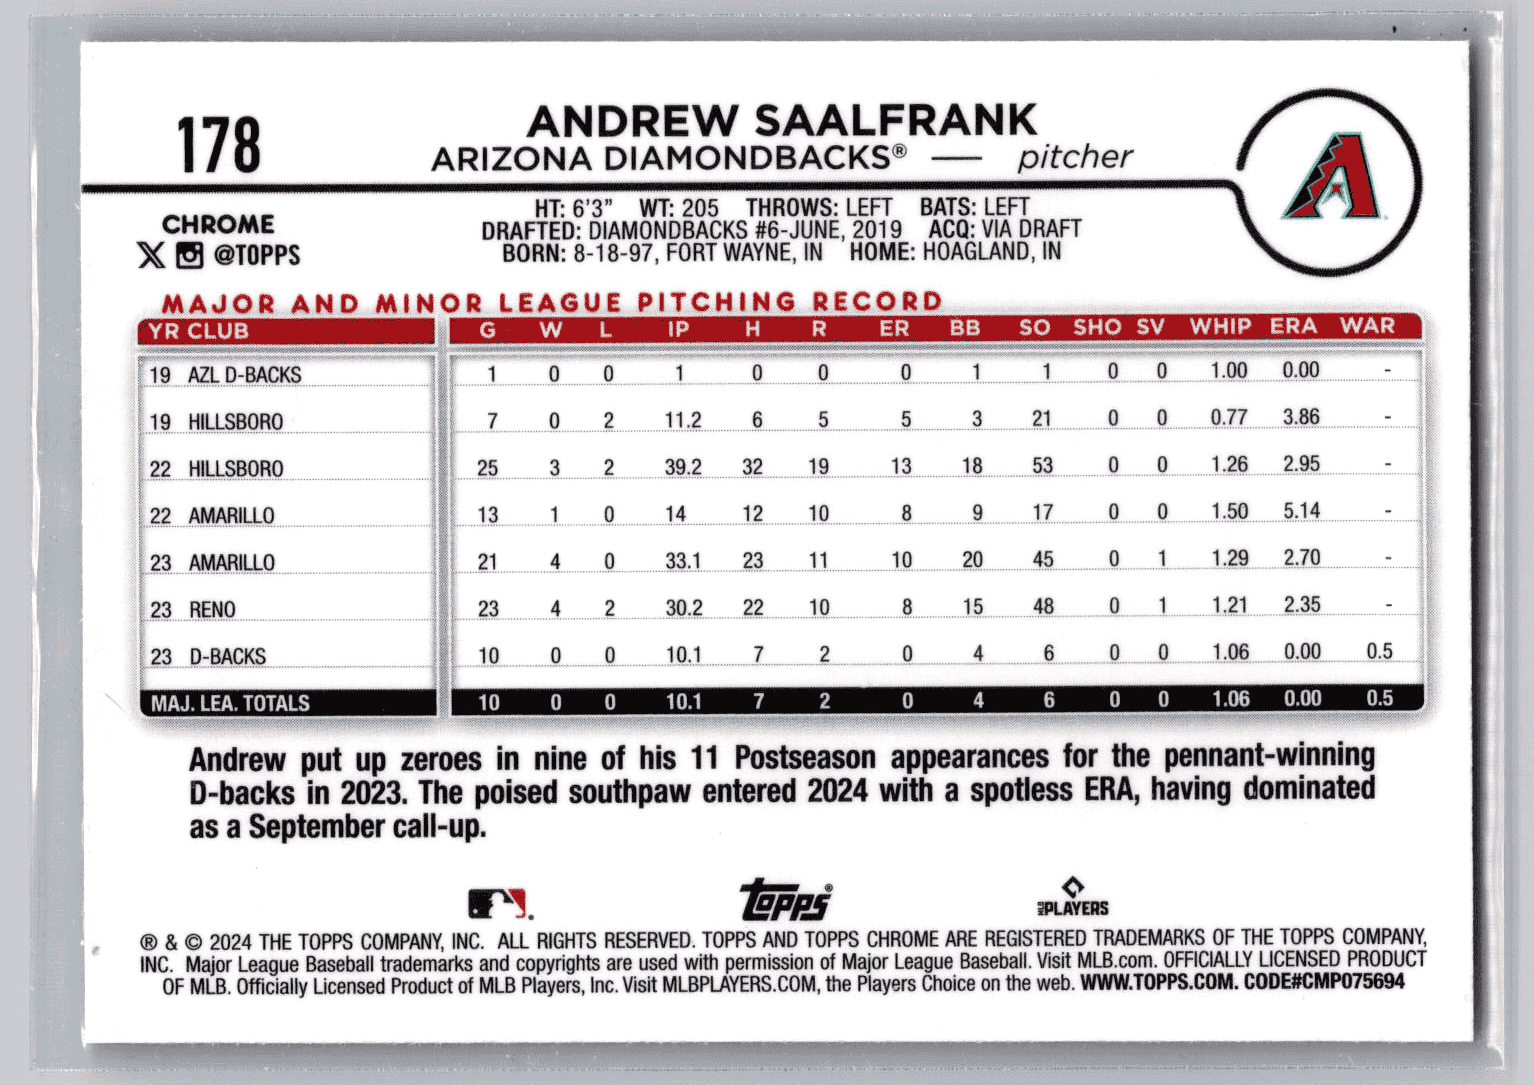 178
ANDREW SAALFRANK
ARIZONA DIAMONDBACKS® — pitcher
CHROME
@TOPPS
HT: 6'3" WT: 205 THROWS: LEFT BATS: LEFT
DRAFTED: DIAMONDBACKS #6-JUNE, 2019 ACQ: VIA DRAFT
BORN: 8-18-97, FORT WAYNE, IN HOME: HOAGLAND, IN
MAJOR AND MINOR LEAGUE PITCHING RECORD
YR CLUB G W L IP H R ER BB SO SHO SV WHIP ERA WAR
19 AZL D-BACKS 1 0 0 1 0 0 0 1 1 0 0 1.00 0.00 -
19 HILLSBORO 7 0 2 11.2 6 5 5 3 21 0 0 0.77 3.86 -
22 HILLSBORO 25 3 2 39.2 32 19 13 18 53 0 0 1.26 2.95 -
22 AMARILLO 13 1 0 14 12 10 8 9 17 0 0 1.50 5.14 -
23 AMARILLO 21 4 0 33.1 23 11 10 20 45 0 1 1.29 2.70 -
23 RENO 23 4 2 30.2 22 10 8 15 48 0 1 1.21 2.35 -
23 D-BACKS 10 0 0 10.1 7 2 0 4 6 0 0 1.06 0.00 0.5
MAJ. LEA. TOTALS 10 0 0 10.1 7 2 0 4 6 0 0 1.06 0.00 0.5
Andrew put up zeroes in nine of his 11 Postseason appearances for the pennant-winning
D-backs in 2023. The poised southpaw entered 2024 with a spotless ERA, having dominated
as a September call-up.
Topps®
MLB PLAYERS
® & © 2024 THE TOPPS COMPANY, INC. ALL RIGHTS RESERVED. TOPPS AND TOPPS CHROME ARE REGISTERED TRADEMARKS OF THE TOPPS COMPANY,
INC. Major League Baseball trademarks and copyrights are used with permission of Major League Baseball. Visit MLB.com. OFFICIALLY LICENSED PRODUCT
OF MLB. Officially Licensed Product of MLB Players, Inc. Visit MLBPLAYERS.COM, the Players Choice on the web. WWW.TOPPS.COM. CODE#CMP075694